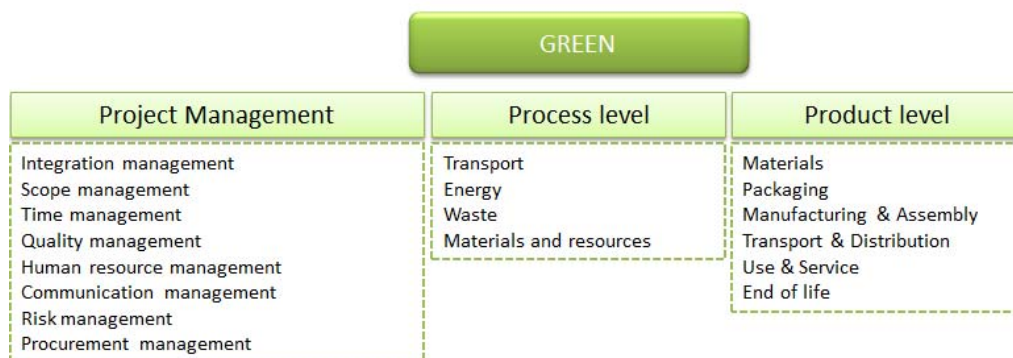 GREEN
Project Management
Integration management
Scope management
Time management
Quality management
Human resource management
Communication management
Risk management
Procurement management
Process level
Transport
Energy
Waste
Materials and resources
Product level
Materials
Packaging
Manufacturing & Assembly
Transport & Distribution
Use & Service
End of life